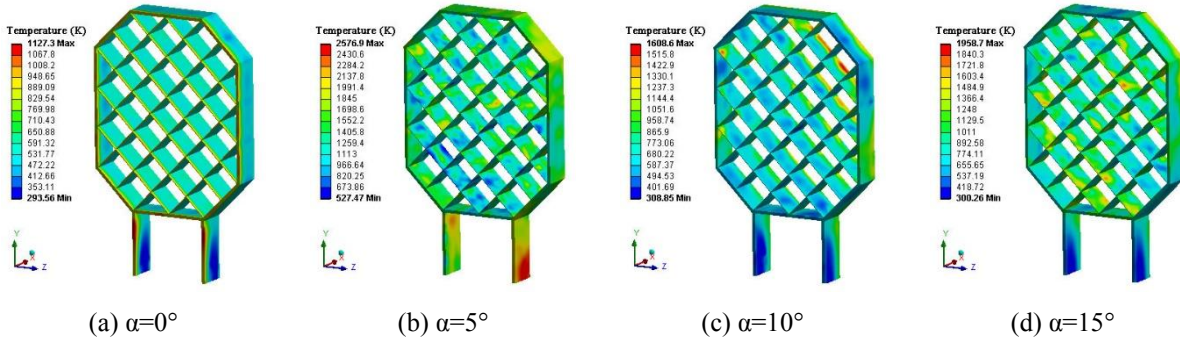 Temperature (K)
1127.3 Max
1067.8
1008.2
948.65
889.09
829.54
769.98
710.43
650.88
591.32
531.77
472.22
412.66
353.11
293.56 Min
Y
X
Z
(a) α=0°
Temperature (K)
2576.9 Max
2430.6
2284.2
2137.8
1991.4
1845
1698.6
1552.2
1405.8
1259.4
1113
966.64
820.25
673.86
527.47 Min
Y
X
Z
(b) α=5°
Temperature (K)
1608.6 Max
1515.8
1422.9
1330.1
1237.3
1144.4
1051.6
958.74
865.9
773.06
680.22
587.37
494.53
401.69
308.85 Min
Y
X
Z
(c) α=10°
Temperature (K)
1958.7 Max
1840.3
1721.8
1603.4
1484.9
1366.4
1248
1129.5
1011
892.58
774.11
655.65
537.19
418.72
300.26 Min
Y
X
Z
(d) α=15°